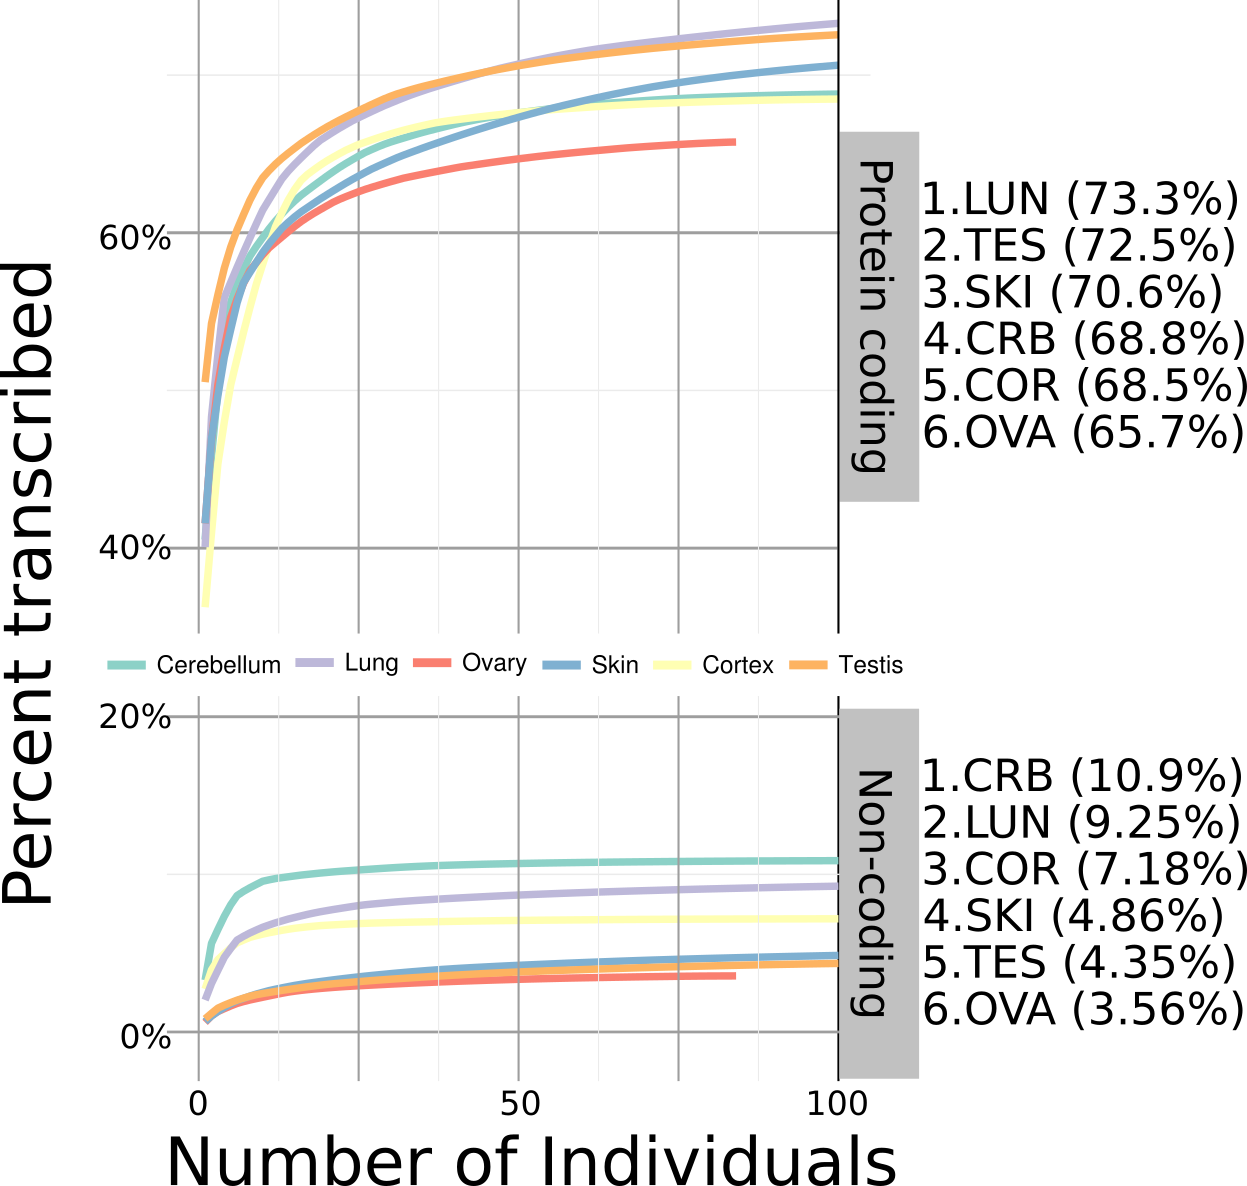 Percent transcribed
60%
40%
Protein coding
1.LUN (73.3%)
2.TES (72.5%)
3.SKI (70.6%)
4.CRB (68.8%)
5.COR (68.5%)
6.OVA (65.7%)
Cerebellum Lung Ovary Skin Cortex Testis
20%
0%
Non-coding
1.CRB (10.9%)
2.LUN (9.25%)
3.COR (7.18%)
4.SKI (4.86%)
5.TES (4.35%)
6.OVA (3.56%)
0 50 100
Number of Individuals